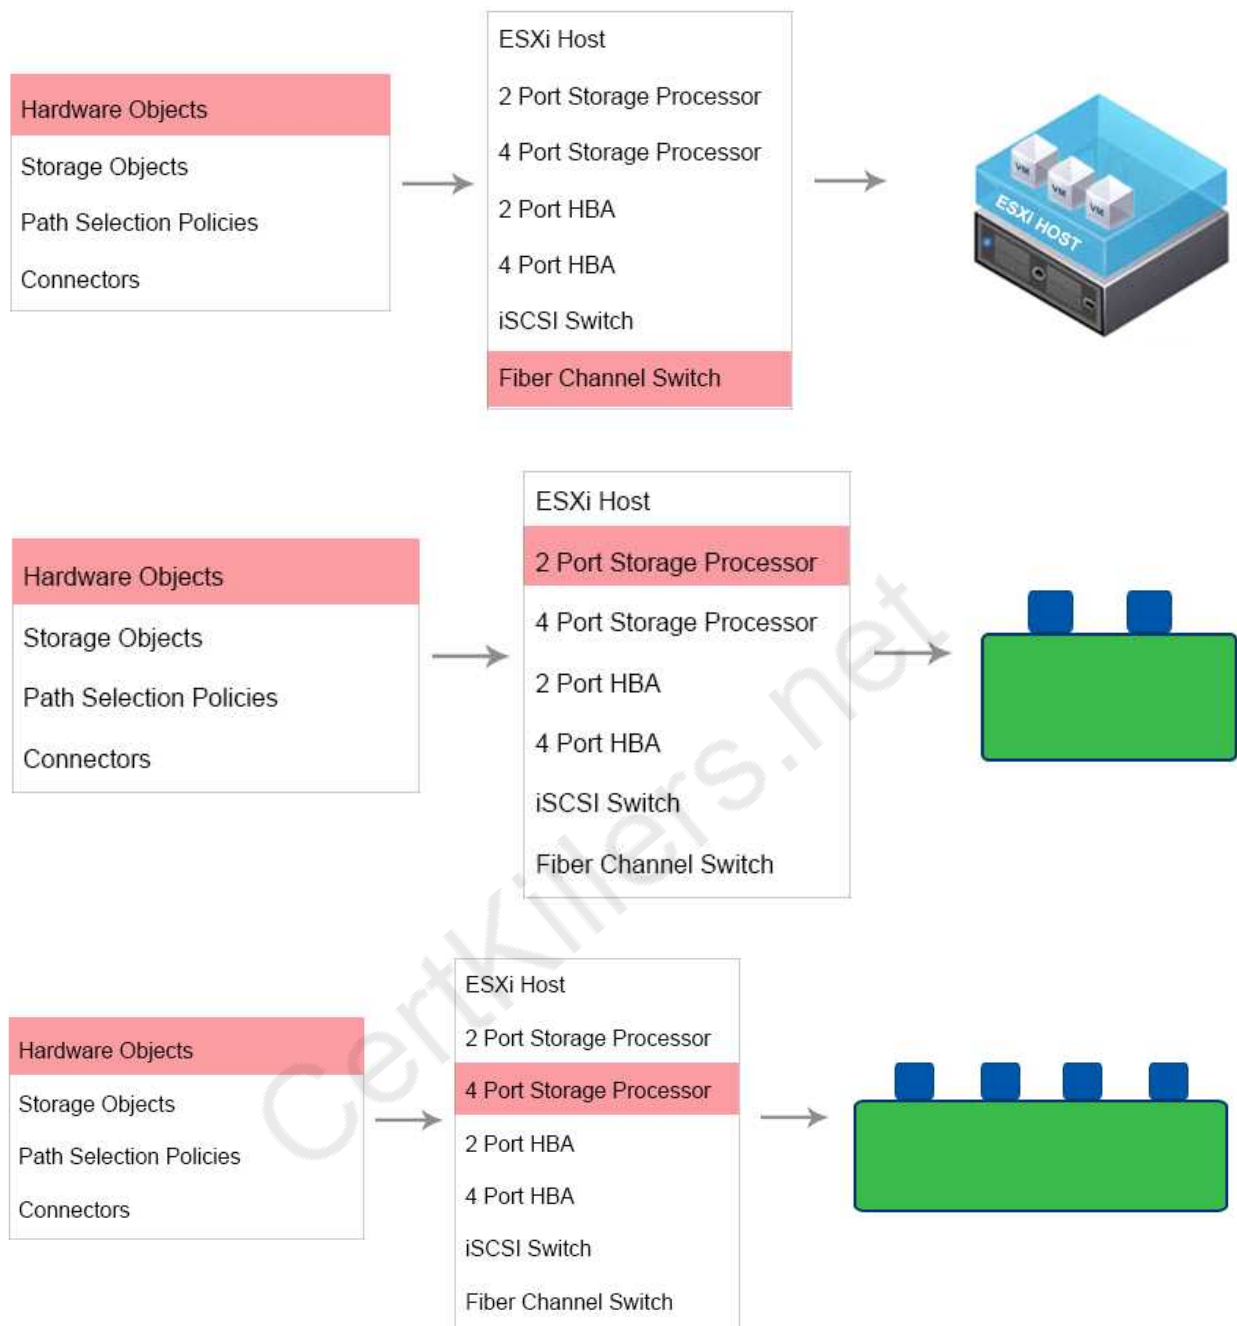 Hardware Objects
Storage Objects
Path Selection Policies
Connectors
ESXi Host
2 Port Storage Processor
4 Port Storage Processor
2 Port HBA
4 Port HBA
iSCSI Switch
Fiber Channel Switch
VM
VM
VM
ESXi HOST
Hardware Objects
Storage Objects
Path Selection Policies
Connectors
ESXi Host
2 Port Storage Processor
4 Port Storage Processor
2 Port HBA
4 Port HBA
iSCSI Switch
Fiber Channel Switch
Hardware Objects
Storage Objects
Path Selection Policies
Connectors
ESXi Host
2 Port Storage Processor
4 Port Storage Processor
2 Port HBA
4 Port HBA
iSCSI Switch
Fiber Channel Switch
CertKillers.net